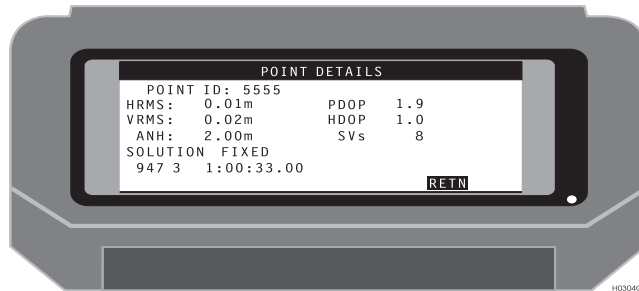 POINT DETAILS
POINT ID: 5555
HRMS: 0.01m PDOP 1.9
VRMS: 0.02m HDOP 1.0
ANH: 2.00m SVs 8
SOLUTION FIXED
947 3 1:00:33.00
RETN